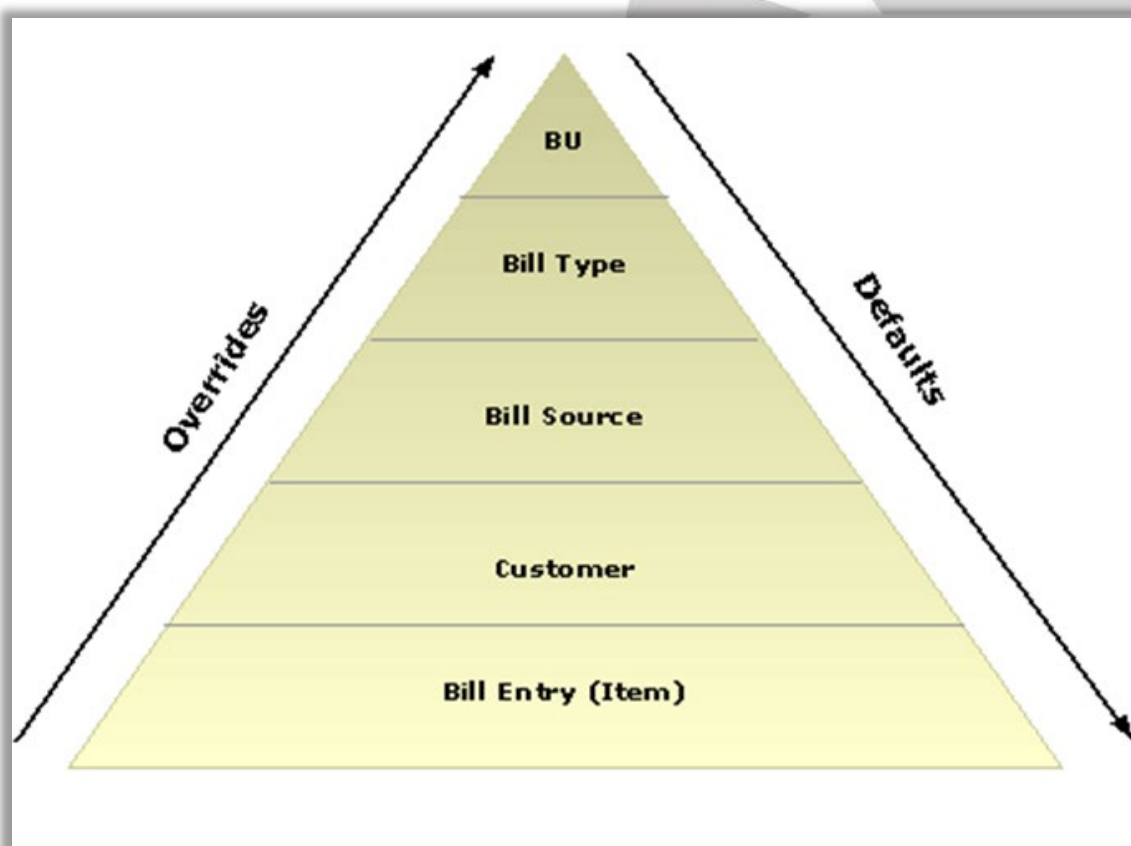 BU
Bill Type
Overrides
Defaults
Bill Source
Customer
Bill Entry (Item)